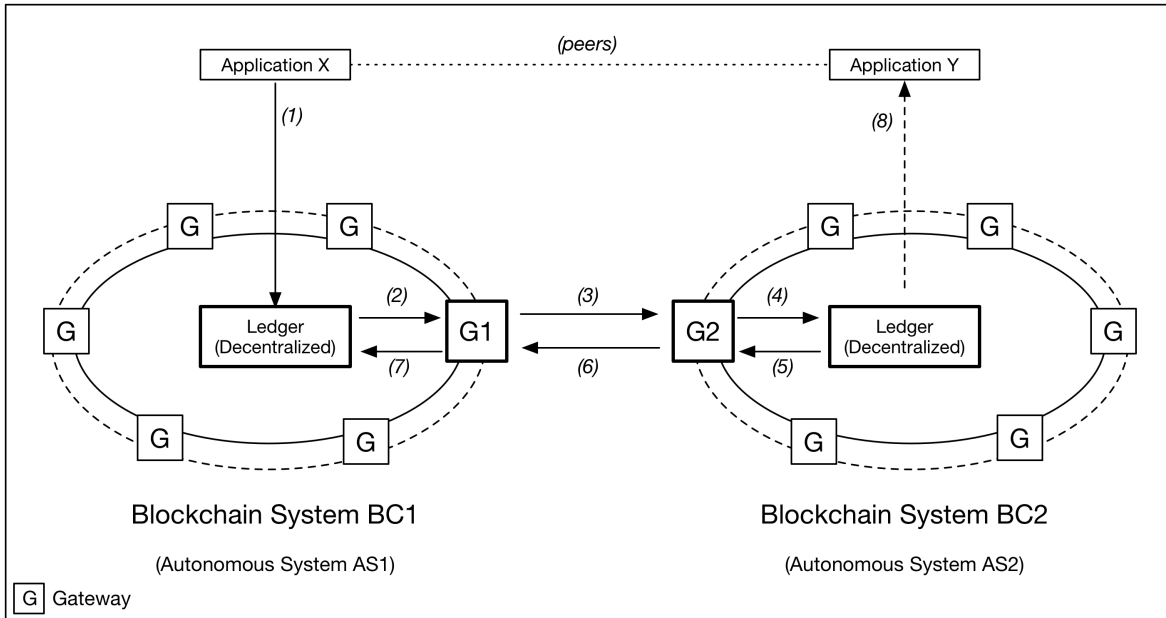 (peers)
Application X
Application Y
(1)
(8)
G
G
G
G
G
Ledger
(Decentralized)
(2)
(7)
G1
(3)
(6)
G2
(4)
(5)
Ledger
(Decentralized)
G
G
G
G
G
Blockchain System BC1
Blockchain System BC2
(Autonomous System AS1)
(Autonomous System AS2)
G Gateway